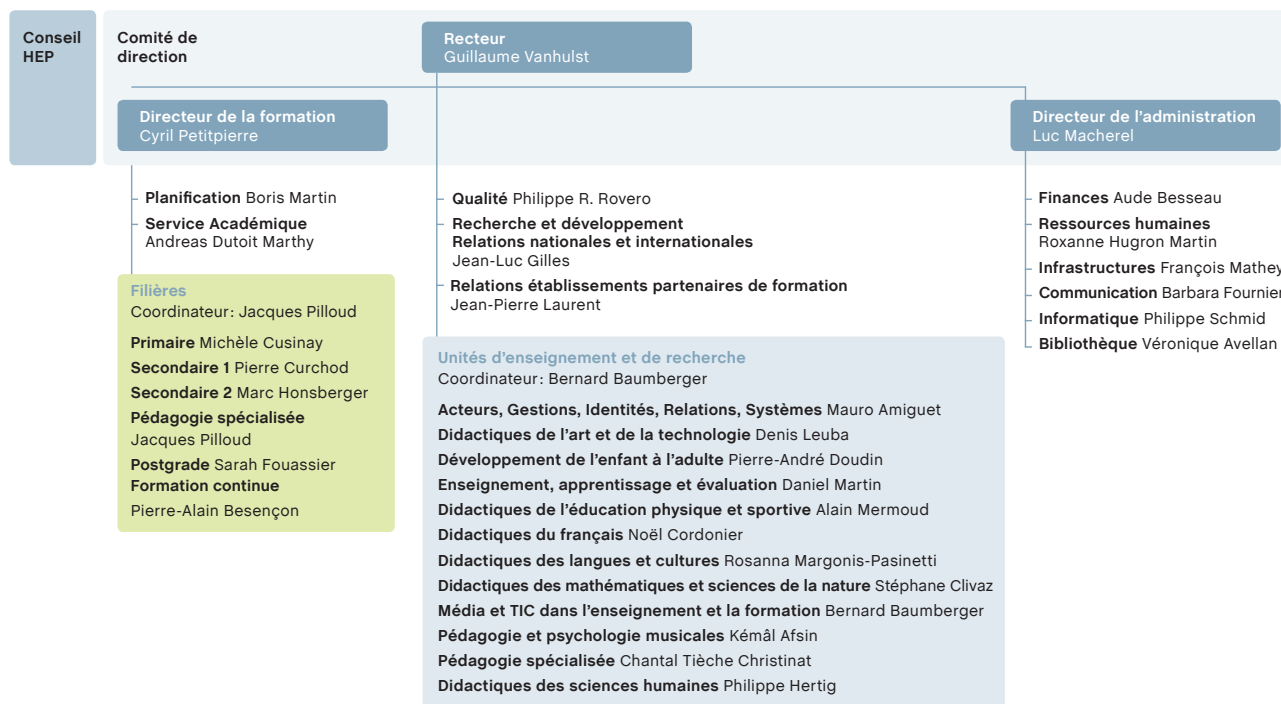 Conseil
HEP
Comité de
direction
Recteur
Guillaume Vanhulst
Directeur de la formation
Cyril Petitpierre
Directeur de l'administration
Luc Macherel
Planification Boris Martin
Service Académique
Andreas Dutoit Marthy
Filières
Coordinateur: Jacques Pilloud
Primaire Michèle Cusinay
Secondaire 1 Pierre Curchod
Secondaire 2 Marc Honsberger
Pédagogie spécialisée
Jacques Pilloud
Postgrade Sarah Fouassier
Formation continue
Pierre-Alain Besençon
Qualité Philippe R. Rovero
Recherche et développement
Relations nationales et internationales
Jean-Luc Gilles
Relations établissements partenaires de formation
Jean-Pierre Laurent
Unités d'enseignement et de recherche
Coordinateur: Bernard Baumberger
Acteurs, Gestions, Identités, Relations, Systèmes Mauro Amiguet
Didactiques de l'art et de la technologie Denis Leuba
Développement de l'enfant à l'adulte Pierre-André Doudin
Enseignement, apprentissage et évaluation Daniel Martin
Didactiques de l'éducation physique et sportive Alain Mermoud
Didactiques du français Noël Cordonier
Didactiques des langues et cultures Rosanna Margonis-Pasinetti
Didactiques des mathématiques et sciences de la nature Stéphane Clivaz
Média et TIC dans l'enseignement et la formation Bernard Baumberger
Pédagogie et psychologie musicales Kémâl Afsin
Pédagogie spécialisée Chantal Tièche Christinat
Didactiques des sciences humaines Philippe Hertig
Finances Aude Besseau
Ressources humaines
Roxanne Hugron Martin
Infrastructures François Mathey
Communication Barbara Fournier
Informatique Philippe Schmid
Bibliothèque Véronique Avellan